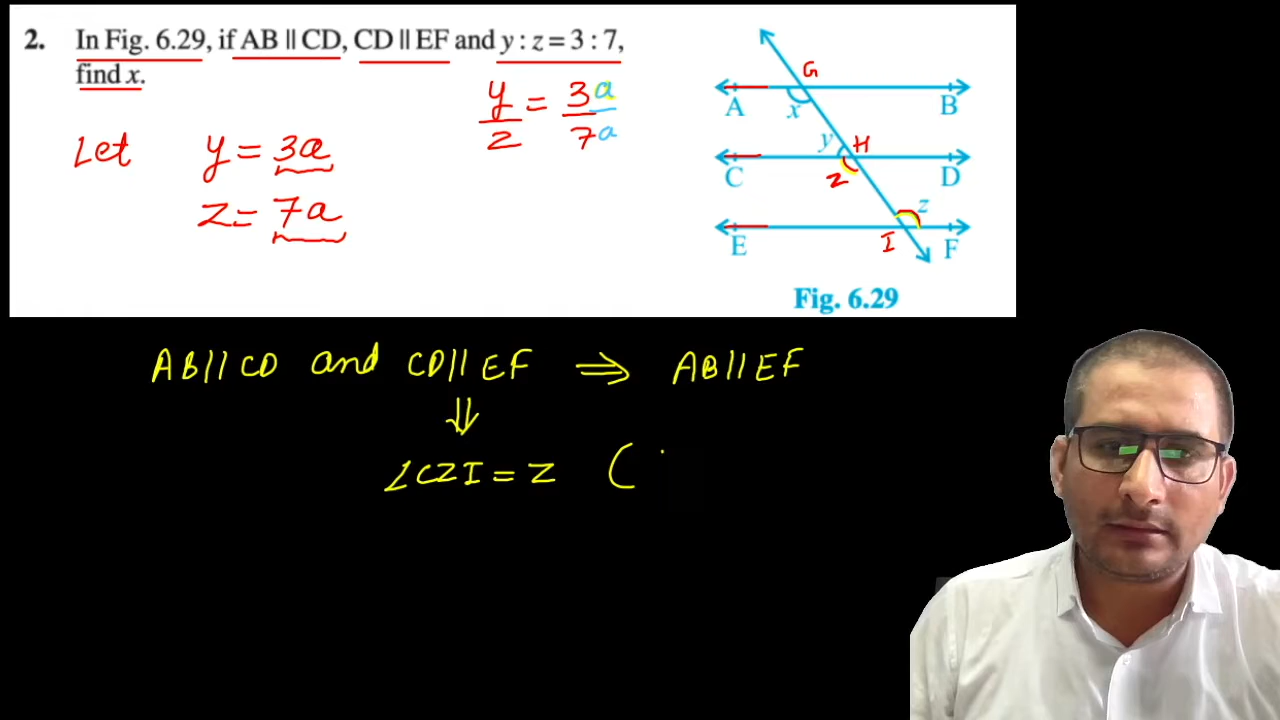 2. In Fig. 6.29, if AB || CD, CD || EF and y : z = 3 : 7,
find x.
y/z = 3a/7a
Let y = 3a
z = 7a
G
A x B
y H
C z D
z
E I F
Fig. 6.29
AB || CD and CD || EF ⇒ AB || EF
⇓
∠CZI = Z (